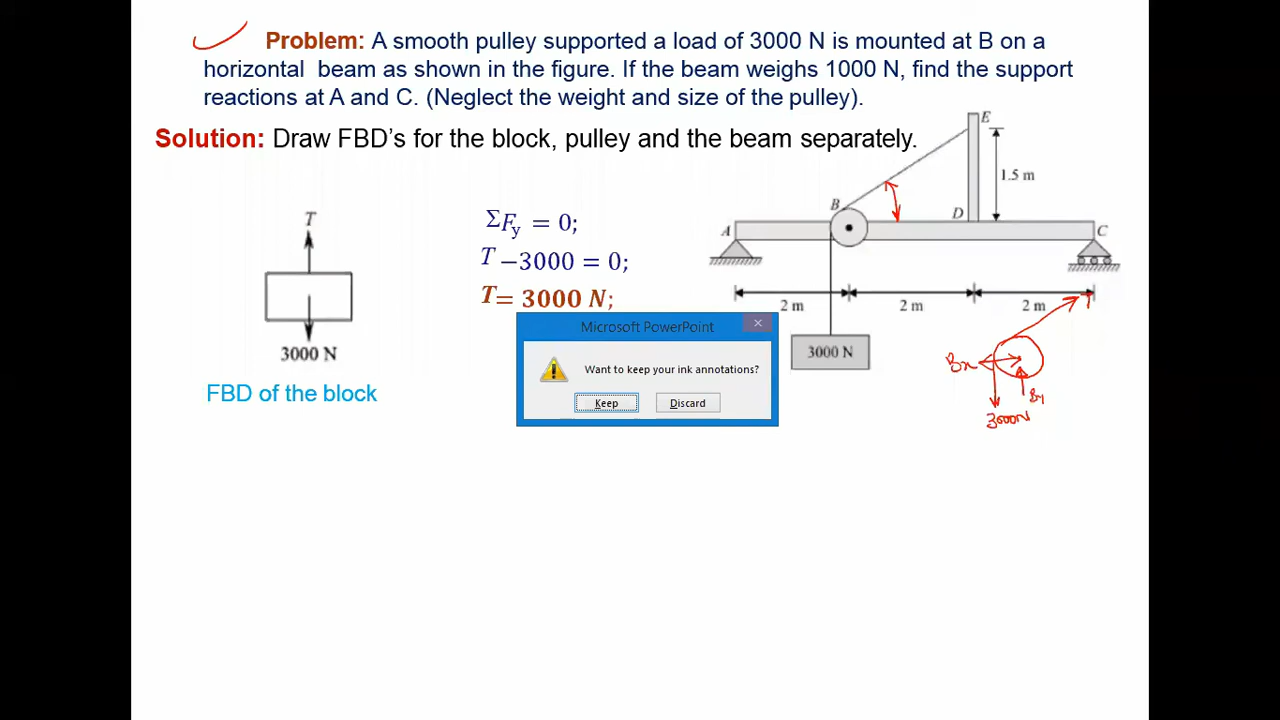 Problem: A smooth pulley supported a load of 3000 N is mounted at B on a
horizontal beam as shown in the figure. If the beam weighs 1000 N, find the support
reactions at A and C. (Neglect the weight and size of the pulley).
Solution: Draw FBD's for the block, pulley and the beam separately.
E
1.5 m
B
D
A
C
2 m
2 m
2 m
3000 N
T
3000 N
FBD of the block
ΣFy = 0;
T −3000 = 0;
T= 3000 N;
Microsoft PowerPoint
Want to keep your ink annotations?
Keep
Discard
T
Bx
By
3000N